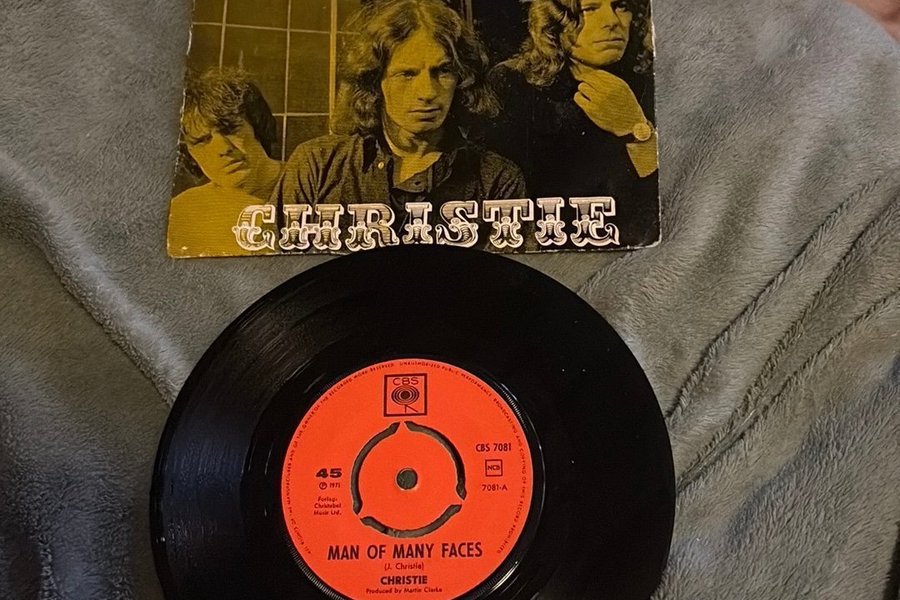 CHRISTIE
CBS
45
℗ 1971
Forlag:
Christabel
Music Ltd.
CBS 7081
NCB
7081-A
MAN OF MANY FACES
(J. Christie)
CHRISTIE
Produced by Martin Clarke